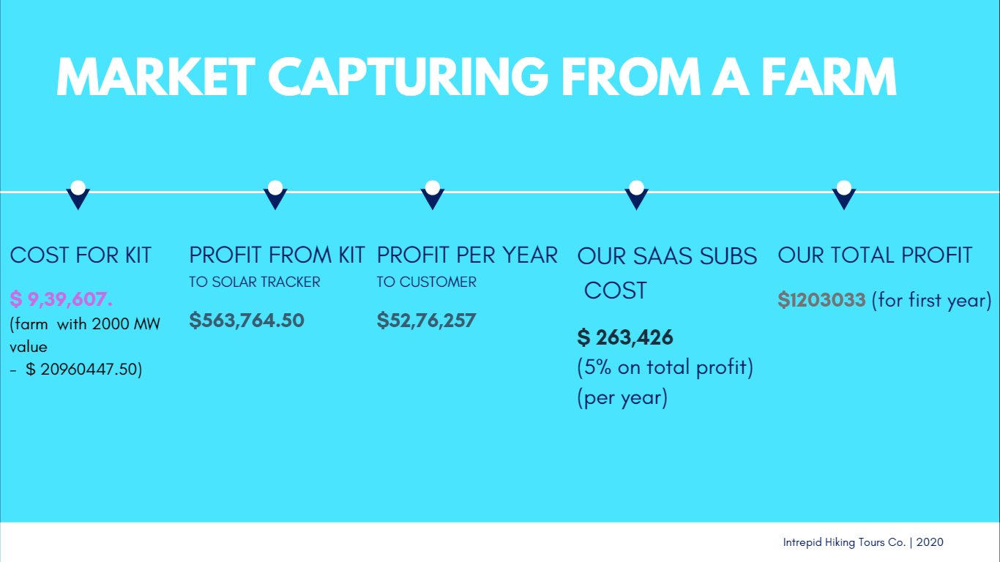 MARKET CAPTURING FROM A FARM
COST FOR KIT
$ 9,39,607.
(farm with 2000 MW
value
- $ 20960447.50)
PROFIT FROM KIT
TO SOLAR TRACKER
$563,764.50
PROFIT PER YEAR
TO CUSTOMER
$52,76,257
OUR SAAS SUBS
COST
$ 263,426
(5% on total profit)
(per year)
OUR TOTAL PROFIT
$1203033 (for first year)
Intrepid Hiking Tours Co. | 2020